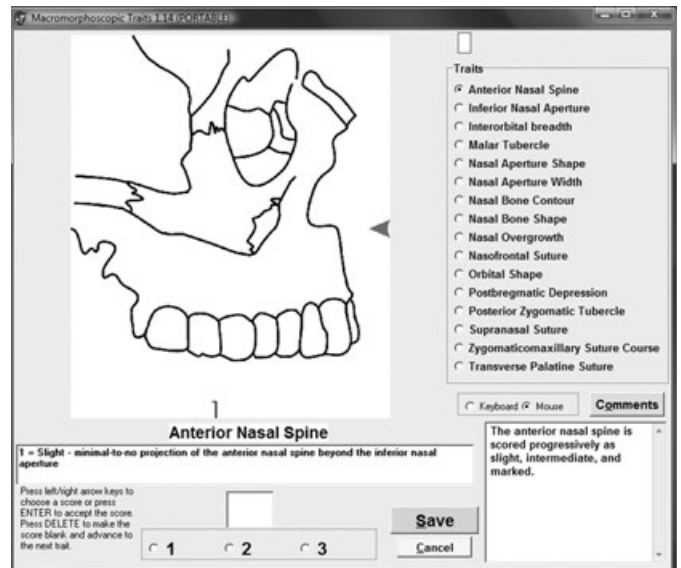 Macromorphoscopic Traits 1.14 (PORTABLE)
Traits
Anterior Nasal Spine
Inferior Nasal Aperture
Interorbital breadth
Malar Tubercle
Nasal Aperture Shape
Nasal Aperture Width
Nasal Bone Contour
Nasal Bone Shape
Nasal Overgrowth
Nasofrontal Suture
Orbital Shape
Postbregmatic Depression
Posterior Zygomatic Tubercle
Supranasal Suture
Zygomaticomaxillary Suture Course
Transverse Palatine Suture
1
Keyboard Mouse
Comments
Anterior Nasal Spine
1 = Slight - minimal-to-no projection of the anterior nasal spine beyond the inferior nasal
aperture
The anterior nasal spine is
scored progressively as
slight, intermediate, and
marked.
Press left/right arrow keys to
choose a score or press
ENTER to accept the score.
Press DELETE to make the
score blank and advance to
the next trait.
1 2 3
Save
Cancel